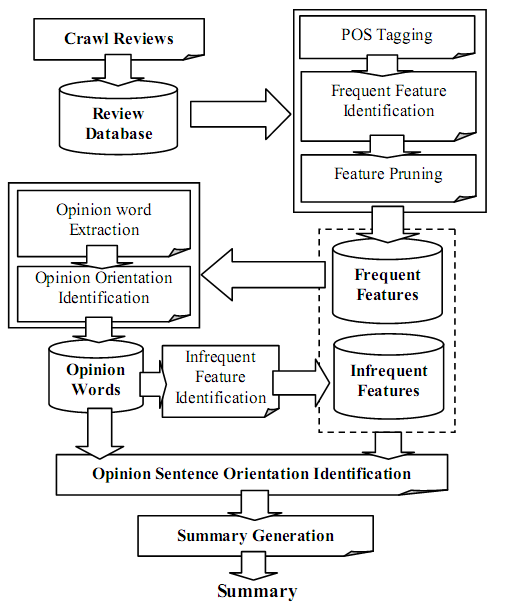 Crawl Reviews
Review
Database
POS Tagging
Frequent Feature
Identification
Feature Pruning
Opinion word
Extraction
Opinion Orientation
Identification
Frequent
Features
Opinion
Words
Infrequent
Feature
Identification
Infrequent
Features
Opinion Sentence Orientation Identification
Summary Generation
Summary